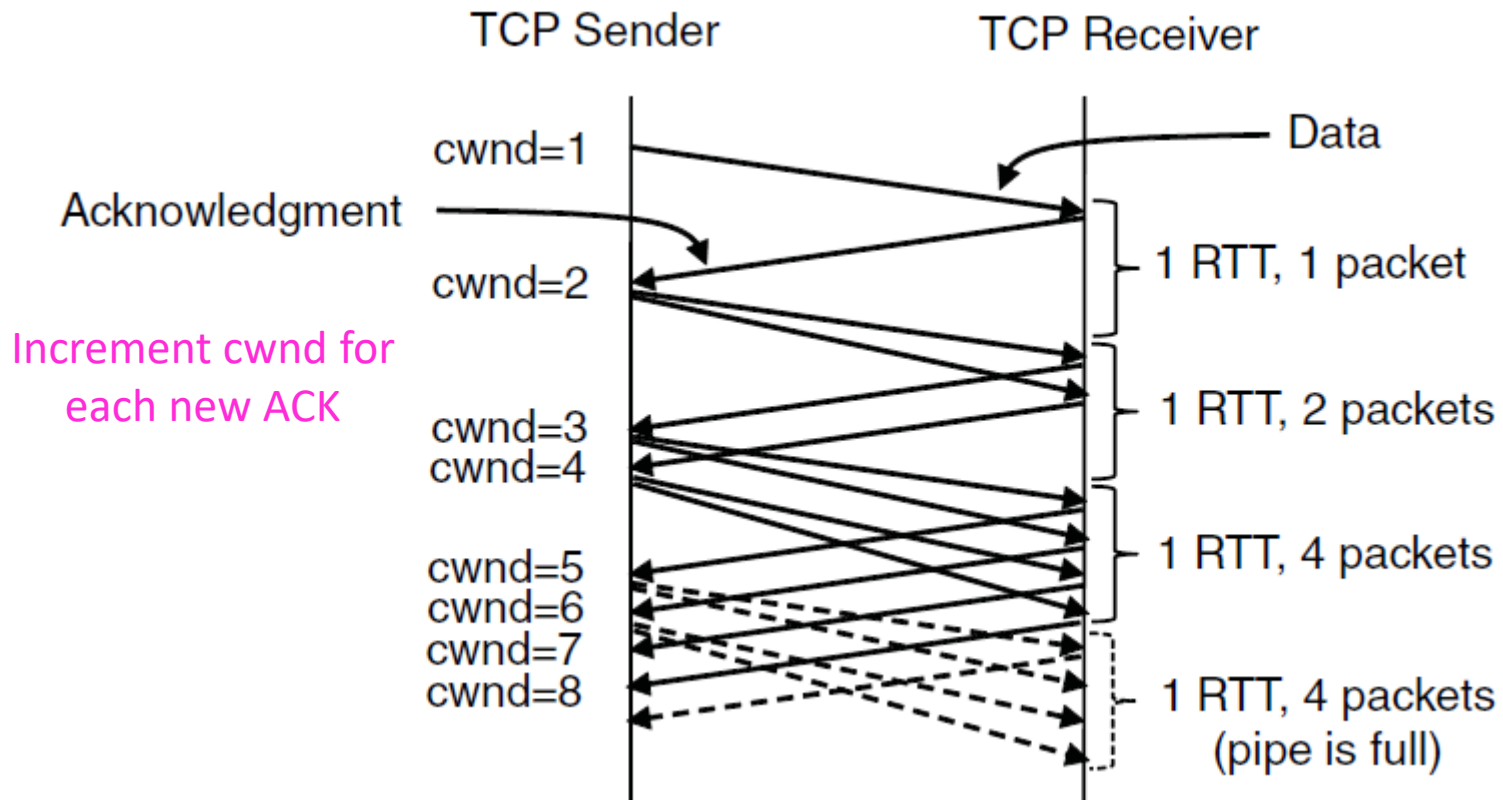 TCP Sender
TCP Receiver
cwnd=1
Data
Acknowledgment
1 RTT, 1 packet
cwnd=2
Increment cwnd for
each new ACK
1 RTT, 2 packets
cwnd=3
cwnd=4
1 RTT, 4 packets
cwnd=5
cwnd=6
cwnd=7
cwnd=8
1 RTT, 4 packets
(pipe is full)